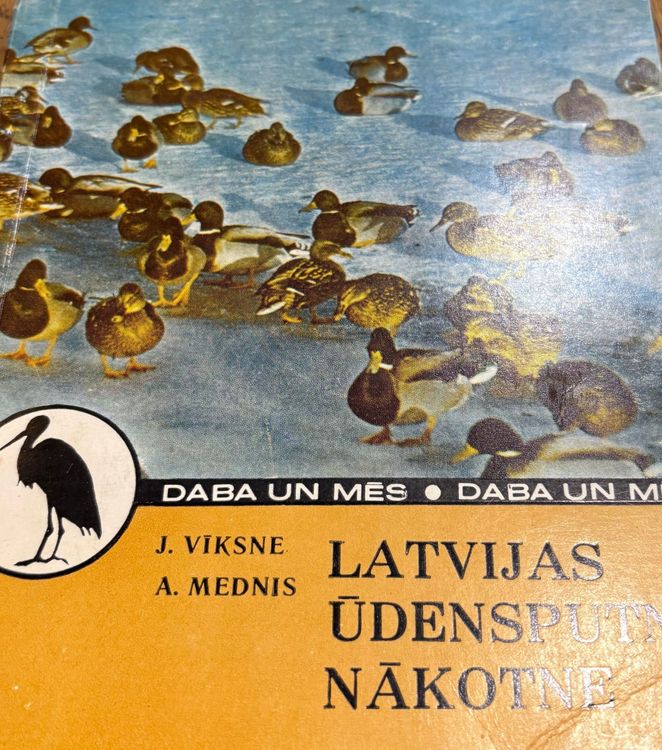 DABA UN MĒS • DABA UN M
J. VĪKSNE
A. MEDNIS
LATVIJAS
ŪDENSPUTN
NĀKOTNE